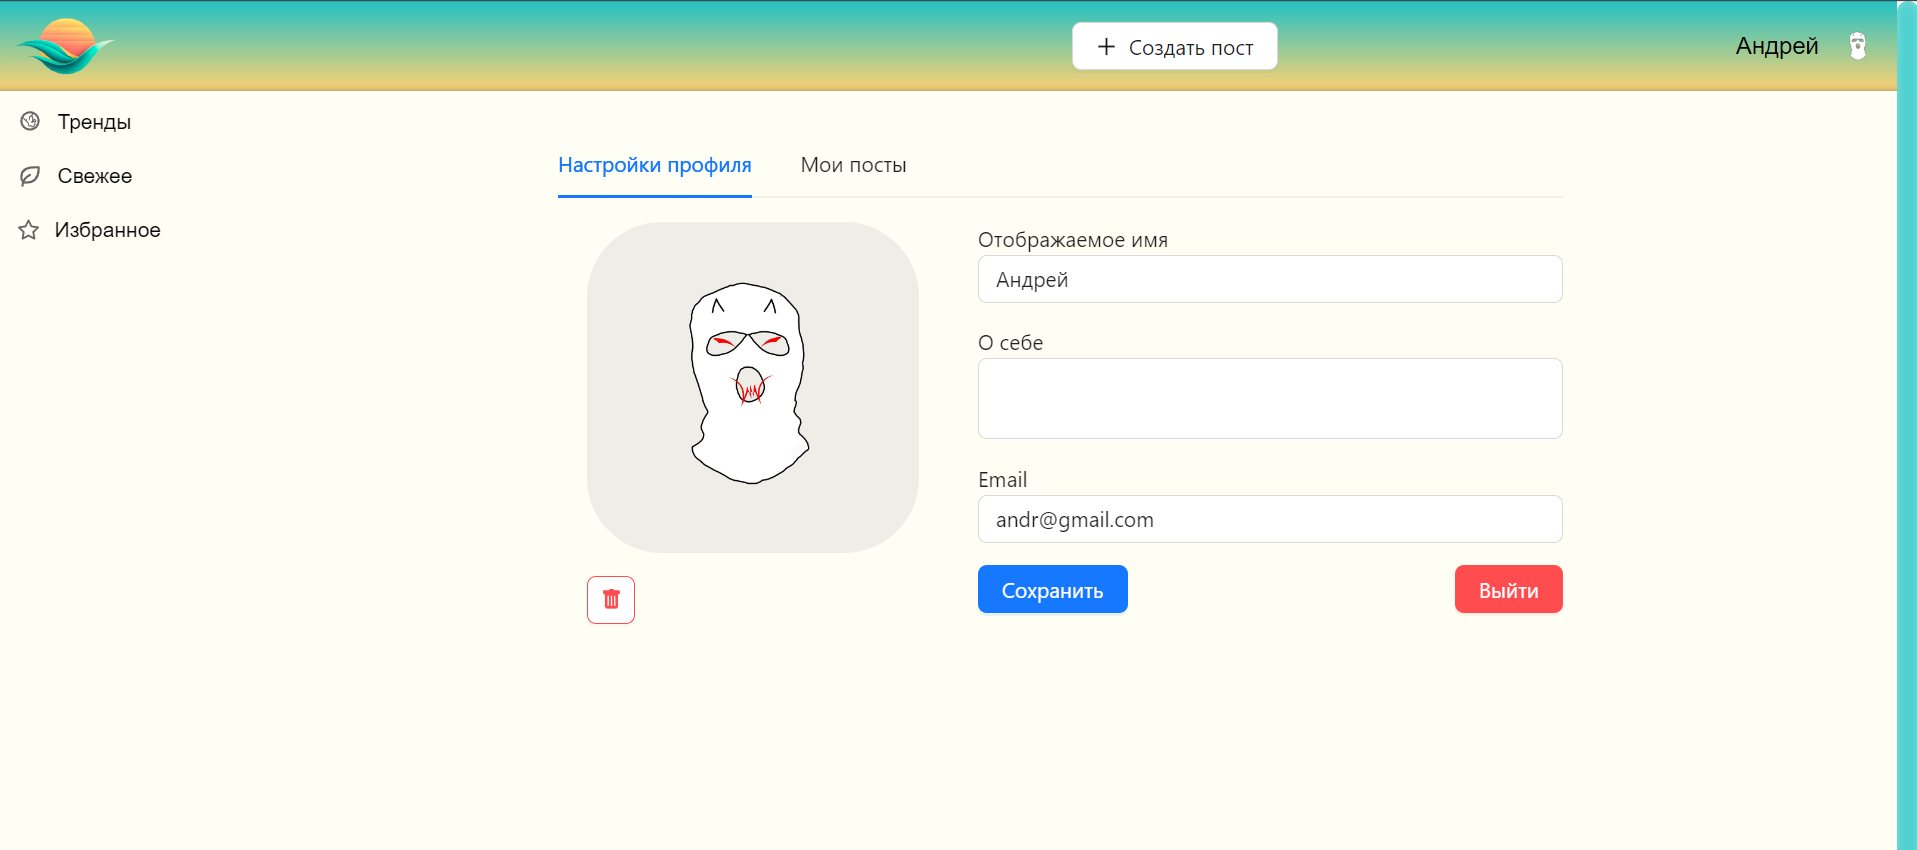 Создать пост
Андрей
Тренды
Свежее
Избранное
Настройки профиля
Мои посты
Отображаемое имя
Андрей
О себе
Email
andr@gmail.com
Сохранить
Выйти